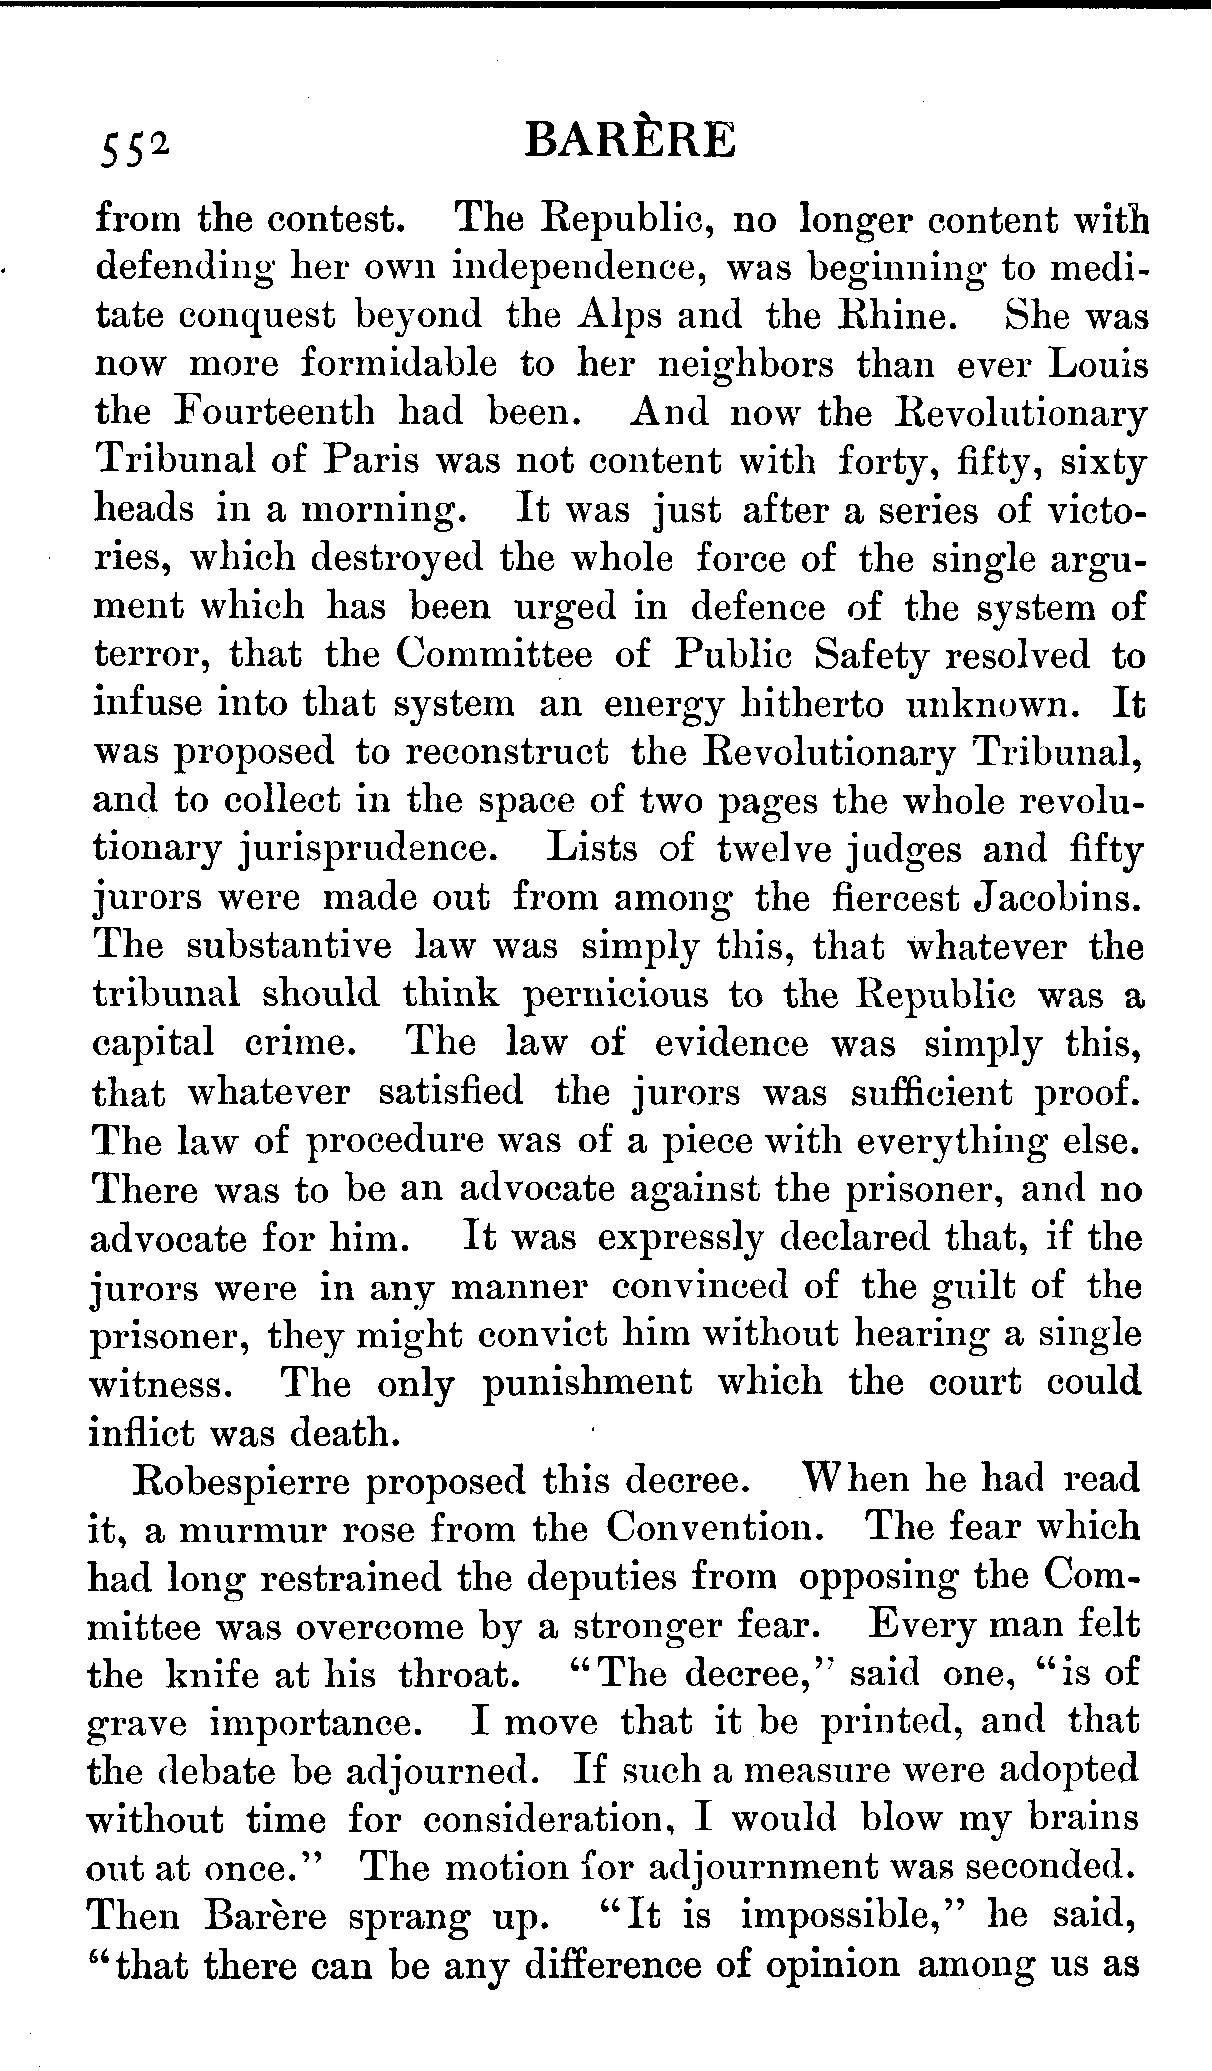 552 BARÈRE
from the contest. The Republic, no longer content with
defending her own independence, was beginning to medi-
tate conquest beyond the Alps and the Rhine. She was
now more formidable to her neighbors than ever Louis
the Fourteenth had been. And now the Revolutionary
Tribunal of Paris was not content with forty, fifty, sixty
heads in a morning. It was just after a series of victo-
ries, which destroyed the whole force of the single argu-
ment which has been urged in defence of the system of
terror, that the Committee of Public Safety resolved to
infuse into that system an energy hitherto unknown. It
was proposed to reconstruct the Revolutionary Tribunal,
and to collect in the space of two pages the whole revolu-
tionary jurisprudence. Lists of twelve judges and fifty
jurors were made out from among the fiercest Jacobins.
The substantive law was simply this, that whatever the
tribunal should think pernicious to the Republic was a
capital crime. The law of evidence was simply this,
that whatever satisfied the jurors was sufficient proof.
The law of procedure was of a piece with everything else.
There was to be an advocate against the prisoner, and no
advocate for him. It was expressly declared that, if the
jurors were in any manner convinced of the guilt of the
prisoner, they might convict him without hearing a single
witness. The only punishment which the court could
inflict was death.
Robespierre proposed this decree. When he had read
it, a murmur rose from the Convention. The fear which
had long restrained the deputies from opposing the Com-
mittee was overcome by a stronger fear. Every man felt
the knife at his throat. "The decree," said one, "is of
grave importance. I move that it be printed, and that
the debate be adjourned. If such a measure were adopted
without time for consideration, I would blow my brains
out at once." The motion for adjournment was seconded.
Then Barère sprang up. "It is impossible," he said,
"that there can be any difference of opinion among us as